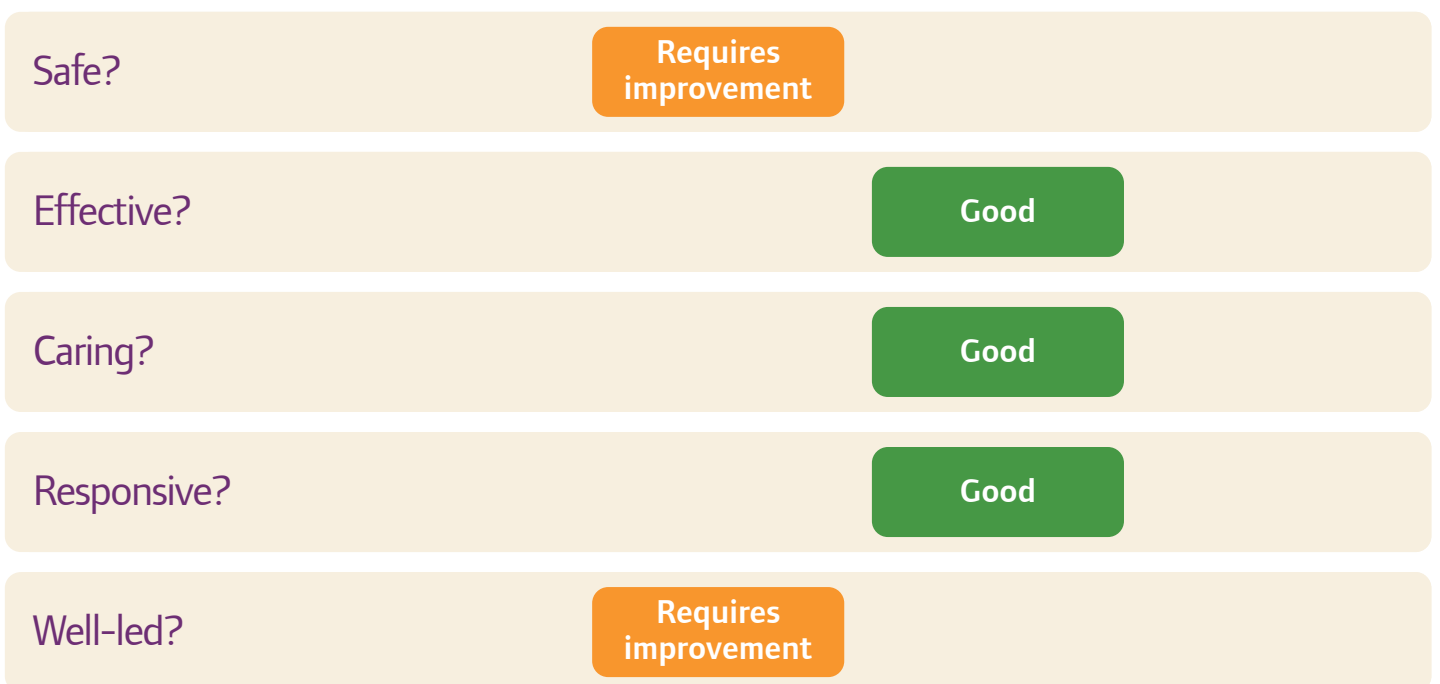 Safe?
Requires
improvement
Effective?
Good
Caring?
Good
Responsive?
Good
Well-led?
Requires
improvement